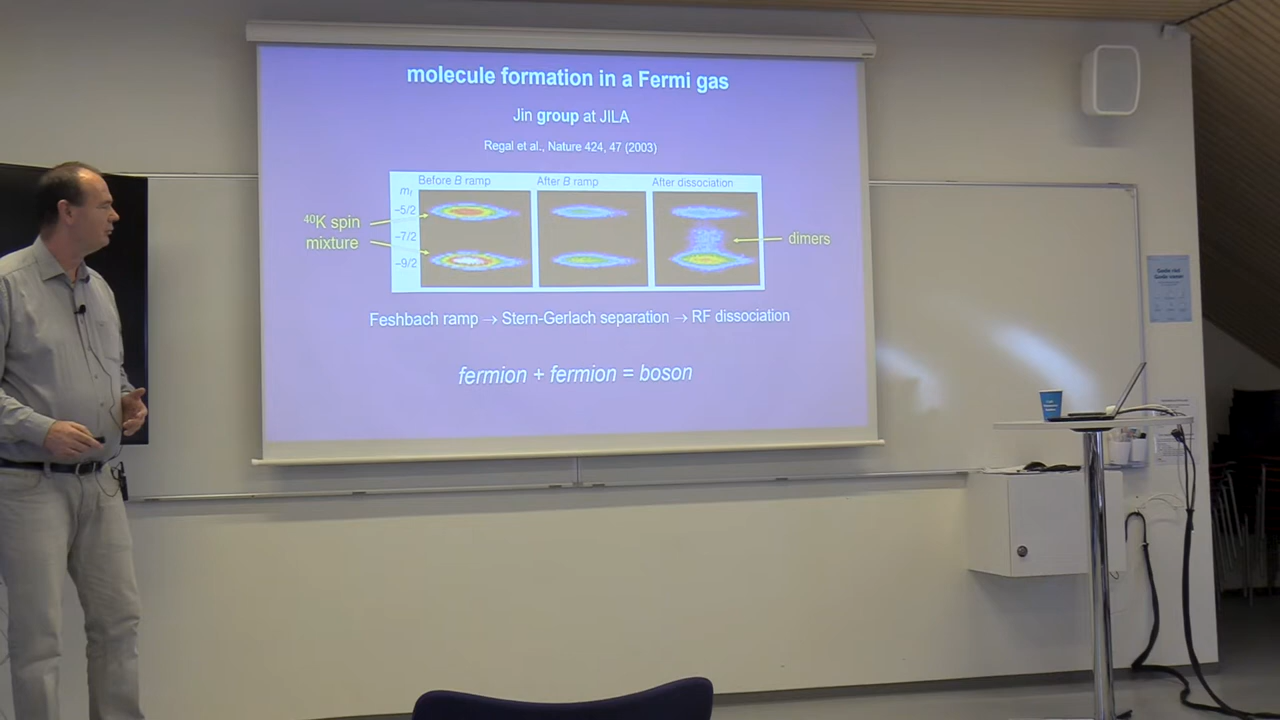 molecule formation in a Fermi gas
Jin group at JILA
Regal et al., Nature 424, 47 (2003)
Before B ramp After B ramp After dissociation
mf
−5/2
−7/2
−9/2
⁴⁰K spin
mixture
dimers
Feshbach ramp → Stern-Gerlach separation → RF dissociation
fermion + fermion = boson